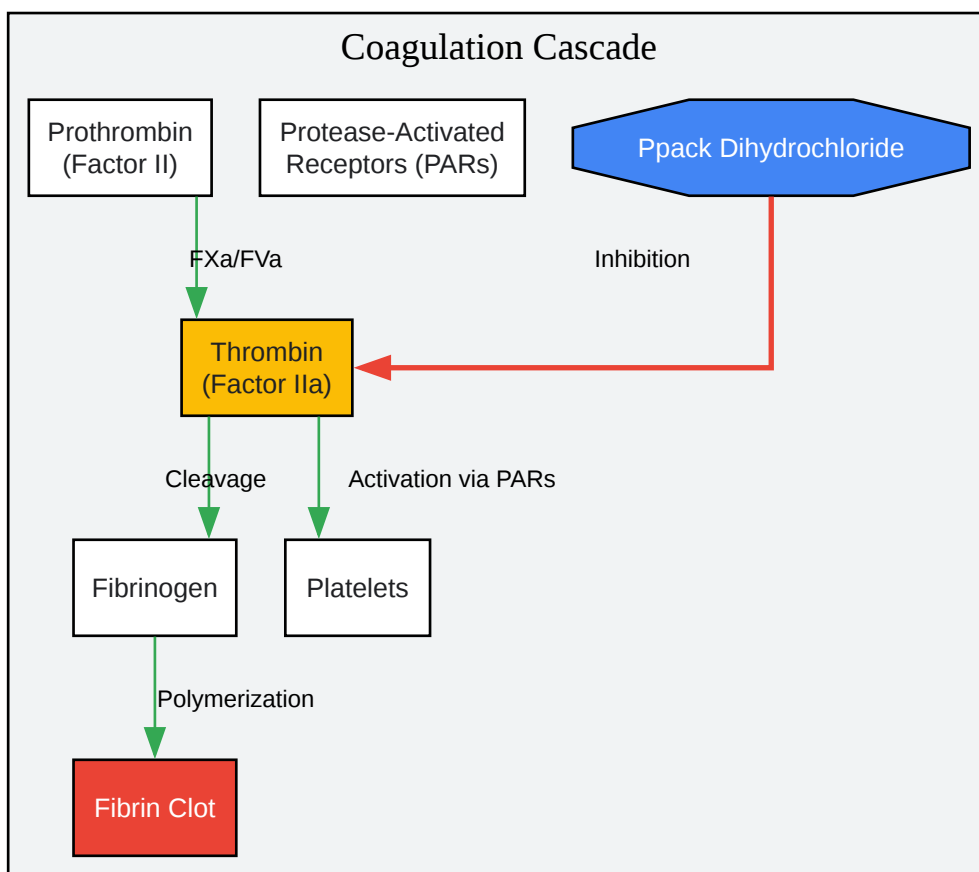 Coagulation Cascade
Prothrombin
(Factor II)
Protease-Activated
Receptors (PARs)
Ppack Dihydrochloride
FXa/FVa
Inhibition
Thrombin
(Factor IIa)
Cleavage
Activation via PARs
Fibrinogen
Platelets
Polymerization
Fibrin Clot